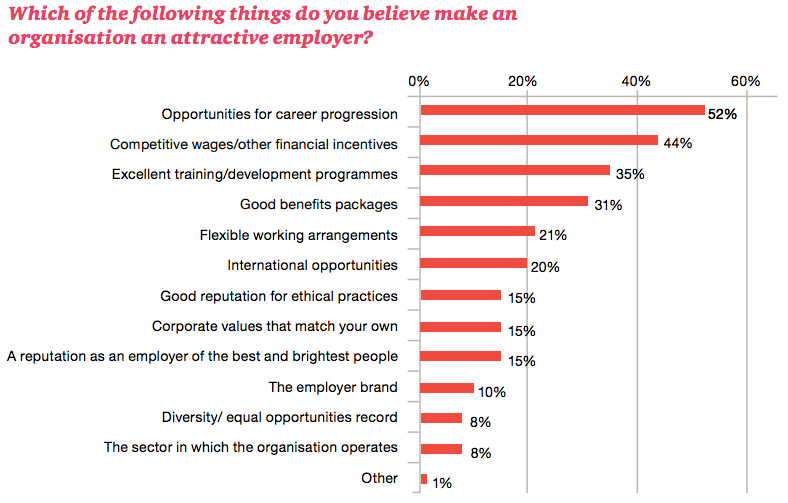 Which of the following things do you believe make an
organisation an attractive employer?
0% 20% 40% 60%
Opportunities for career progression 52%
Competitive wages/other financial incentives 44%
Excellent training/development programmes 35%
Good benefits packages 31%
Flexible working arrangements 21%
International opportunities 20%
Good reputation for ethical practices 15%
Corporate values that match your own 15%
A reputation as an employer of the best and brightest people 15%
The employer brand 10%
Diversity/ equal opportunities record 8%
The sector in which the organisation operates 8%
Other 1%